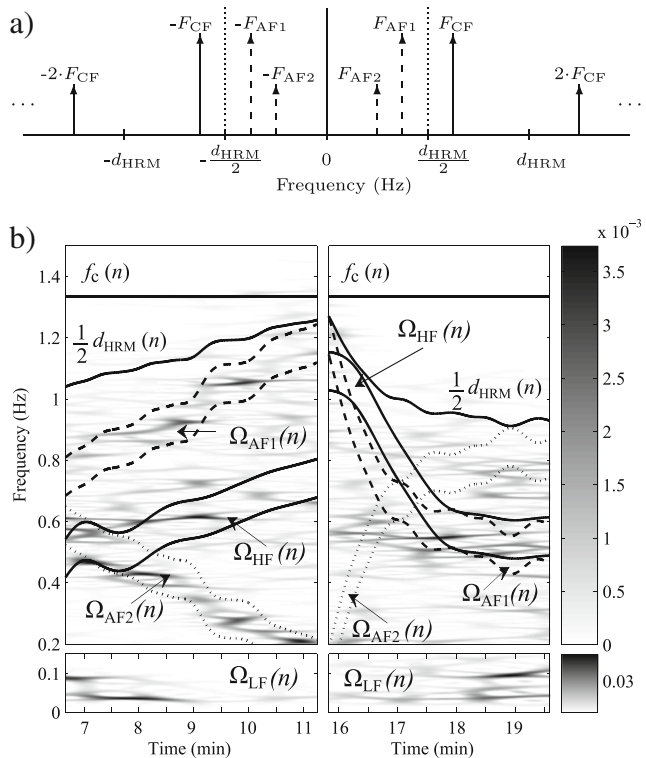 a)
-F_CF -F_AF1 F_AF1 F_CF
-2·F_CF -F_AF2 F_AF2 2·F_CF
... ...
-d_HRM -d_HRM/2 0 d_HRM/2 d_HRM
Frequency (Hz)
b)
x 10⁻³
1.4 1.2 1 0.8 0.6 0.4 0.2
Frequency (Hz)
f_c(n)
1/2 d_HRM(n)
Ω_AF1(n)
Ω_HF(n)
Ω_AF2(n)
f_c(n)
Ω_HF(n)
1/2 d_HRM(n)
Ω_AF1(n)
Ω_AF2(n)
3.5 3 2.5 2 1.5 1 0.5 0
0.1 0
Ω_LF(n)
Ω_LF(n)
0.03
7 8 9 10 11
Time (min)
16 17 18 19
Time (min)